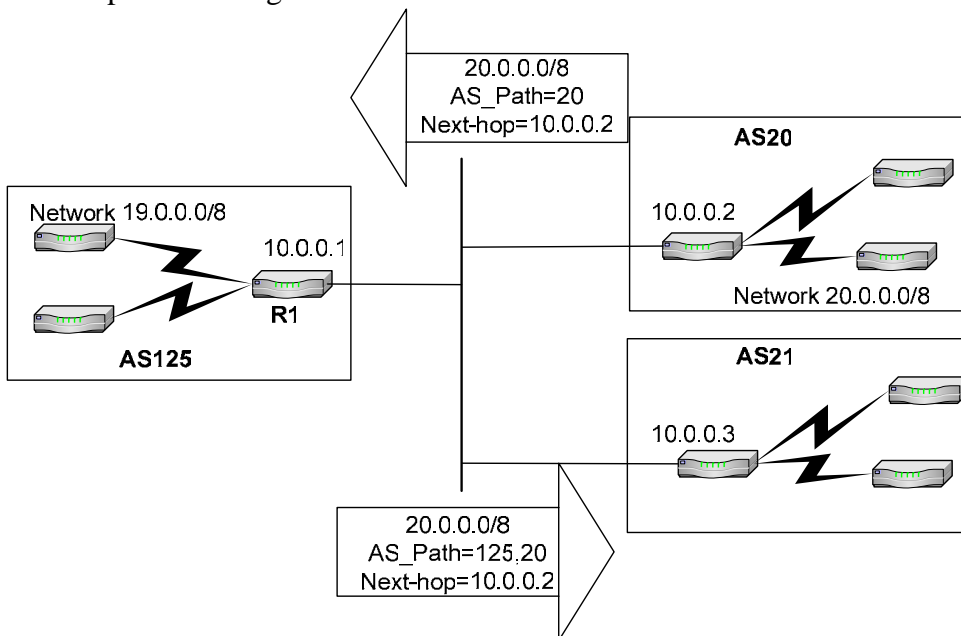 20.0.0.0/8
AS_Path=20
Next-hop=10.0.0.2
AS20
10.0.0.2
Network 20.0.0.0/8
Network 19.0.0.0/8
10.0.0.1
R1
AS125
AS21
10.0.0.3
20.0.0.0/8
AS_Path=125,20
Next-hop=10.0.0.2